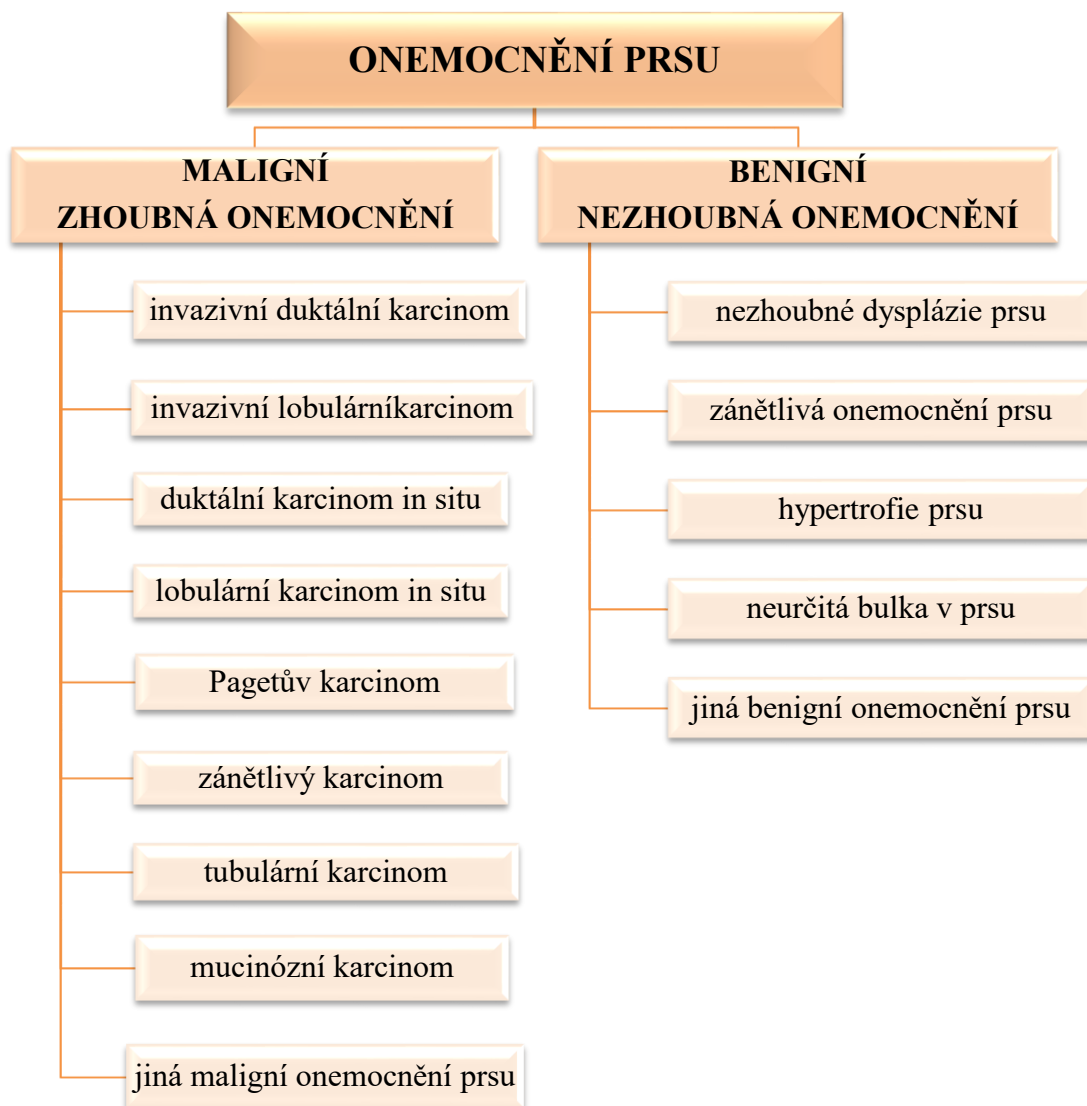 ONEMOCNĚNÍ PRSU
MALIGNÍ
ZHOUBNÁ ONEMOCNĚNÍ
invazivní duktální karcinom
invazivní lobulárníkarcinom
duktální karcinom in situ
lobulární karcinom in situ
Pagetův karcinom
zánětlivý karcinom
tubulární karcinom
mucinózní karcinom
jiná maligní onemocnění prsu
BENIGNÍ
NEZHOUBNÁ ONEMOCNĚNÍ
nezhoubné dysplázie prsu
zánětlivá onemocnění prsu
hypertrofie prsu
neurčitá bulka v prsu
jiná benigní onemocnění prsu